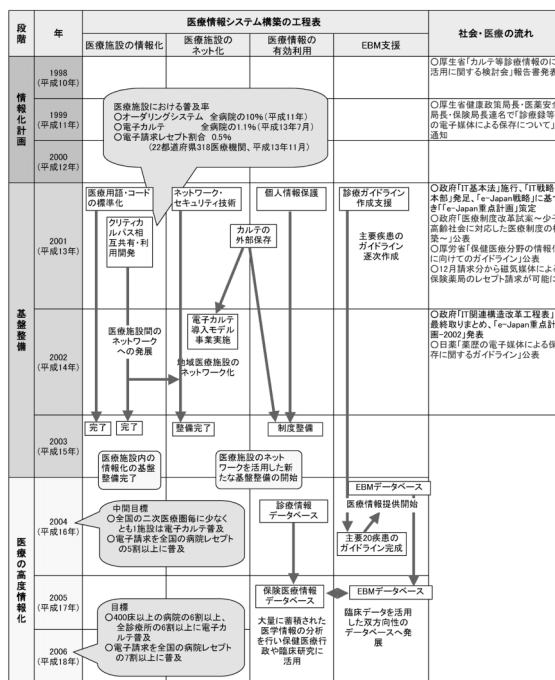 医療情報システム構築の工程表
段階
年
医療施設の情報化
医療施設の
ネット化
医療情報の
有効利用
EBM支援
社会・医療の流れ
情報化計画
1998
(平成10年)
○厚生省「カルテ等診療情報の
活用に関する検討会」報告書発表
1999
(平成11年)
○厚生省健康政策局長・医薬安
局長・保険局長連名で「診療録等
の電子媒体による保存について」
通知
2000
(平成12年)
医療施設における普及率
○オーダリングシステム 全病院の10%(平成11年)
○電子カルテ 全病院の1.1%(平成13年7月)
○電子請求レセプト割合 0.5%
(22都道府県318医療機関、平成13年11月)
基盤整備
2001
(平成13年)
医療用語・コード
の標準化
クリティカ
ルパス相
互共有・利
用開発
ネットワーク・
セキュリティ技術
個人情報保護
カルテの
外部保存
診療ガイドライン
作成支援
主要疾患の
ガイドライン
逐次作成
○政府「IT基本法」施行、「IT戦略
本部」発足、「e-Japan戦略」に基づ
き「e-Japan重点計画」策定
○政府「医療制度改革試案～少子
高齢社会に対応した医療制度の構
築～」公表
○厚労省「保健医療分野の情報化
に向けてのガイドライン」公表
○12月請求分から磁気媒体による
保険薬局のレセプト請求が可能に
2002
(平成14年)
医療施設間の
ネットワーク
への発展
電子カルテ
導入モデル
事業実施
地域医療施設の
ネットワーク化
○政府「IT関連構造改革工程表」
最終取りまとめ、「e-Japan重点計
画-2002」発表
○日薬「薬歴の電子媒体による保
存に関するガイドライン」公表
2003
(平成15年)
完了
完了
整備完了
制度整備
医療施設内の
情報化の基盤
整備完了
医療施設のネット
ワークを活用した新
たな基盤整備の開始
医療の高度情報化
EBMデータベース
医療情報提供開始
2004
(平成16年)
中間目標
○全国の二次医療圏毎に少なく
とも1施設は電子カルテ普及
○電子請求を全国の病院レセプト
の5割以上に普及
診療情報
データベース
主要20疾患の
ガイドライン完成
2005
(平成17年)
保険医療情報
データベース
EBMデータベース
大量に蓄積された
医学情報の分析
を行い保健医療行
政や臨床研究に
活用
臨床データを活用
した双方向性の
データベースへ発
展
2006
(平成18年)
目標
○400床以上の病院の6割以上、
全診療所の6割以上に電子カ
ルテ普及
○電子請求を全国の病院レセプト
の7割以上に普及